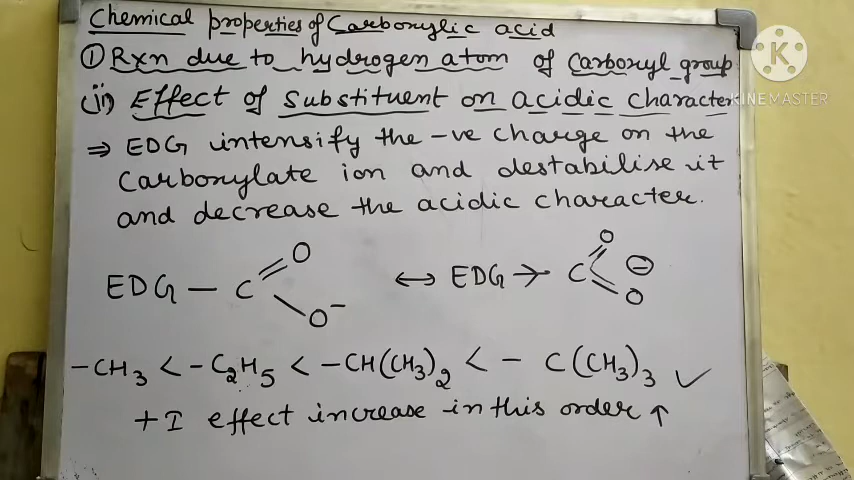 Chemical properties of Carboxylic acid
① Rxn due to hydrogen atom of Carboxyl group
(ii) Effect of Substituent on acidic character
⇒ EDG intensify the -ve charge on the
Carboxylate ion and destabilise it
and decrease the acidic character.
EDG — C O O⁻ ↔ EDG → C O O ⊖
-CH₃ < -C₂H₅ < -CH(CH₃)₂ < - C(CH₃)₃ ✓
+I effect increase in this order ↑
K
KINEMASTER